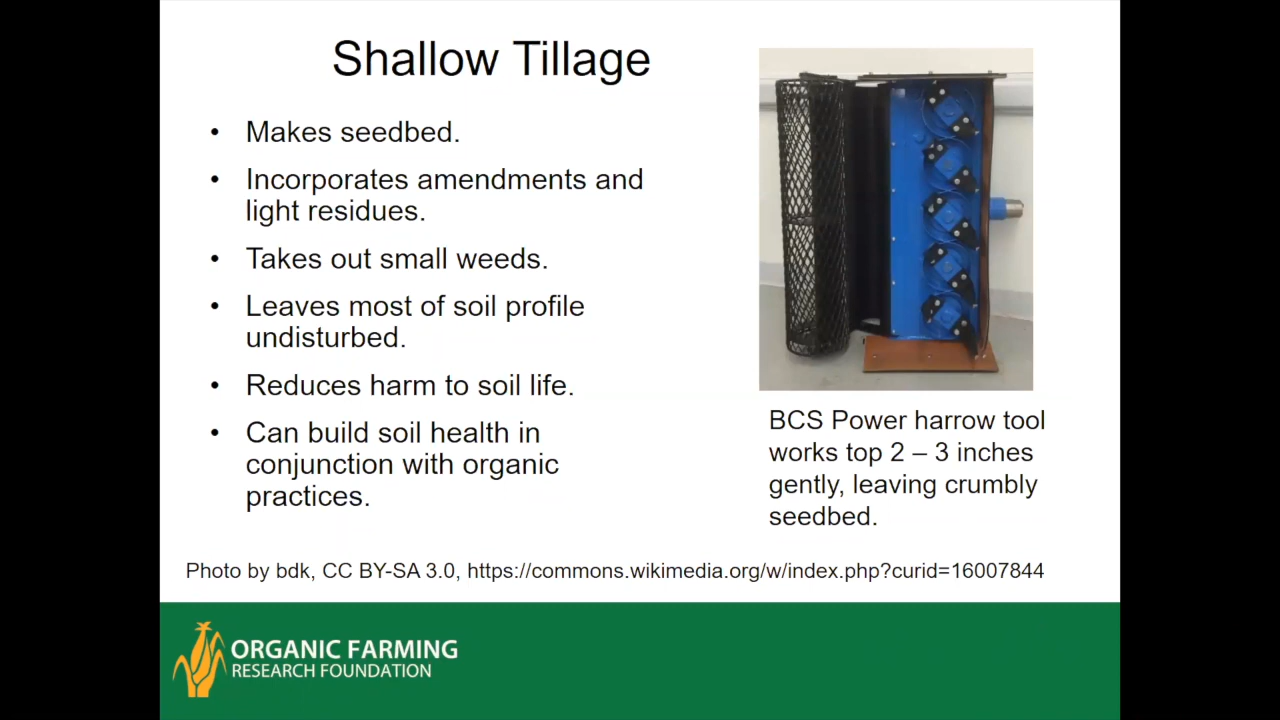 Shallow Tillage
• Makes seedbed.
• Incorporates amendments and
light residues.
• Takes out small weeds.
• Leaves most of soil profile
undisturbed.
• Reduces harm to soil life.
• Can build soil health in
conjunction with organic
practices.
BCS Power harrow tool
works top 2 – 3 inches
gently, leaving crumbly
seedbed.
Photo by bdk, CC BY-SA 3.0, https://commons.wikimedia.org/w/index.php?curid=16007844
ORGANIC FARMING
RESEARCH FOUNDATION